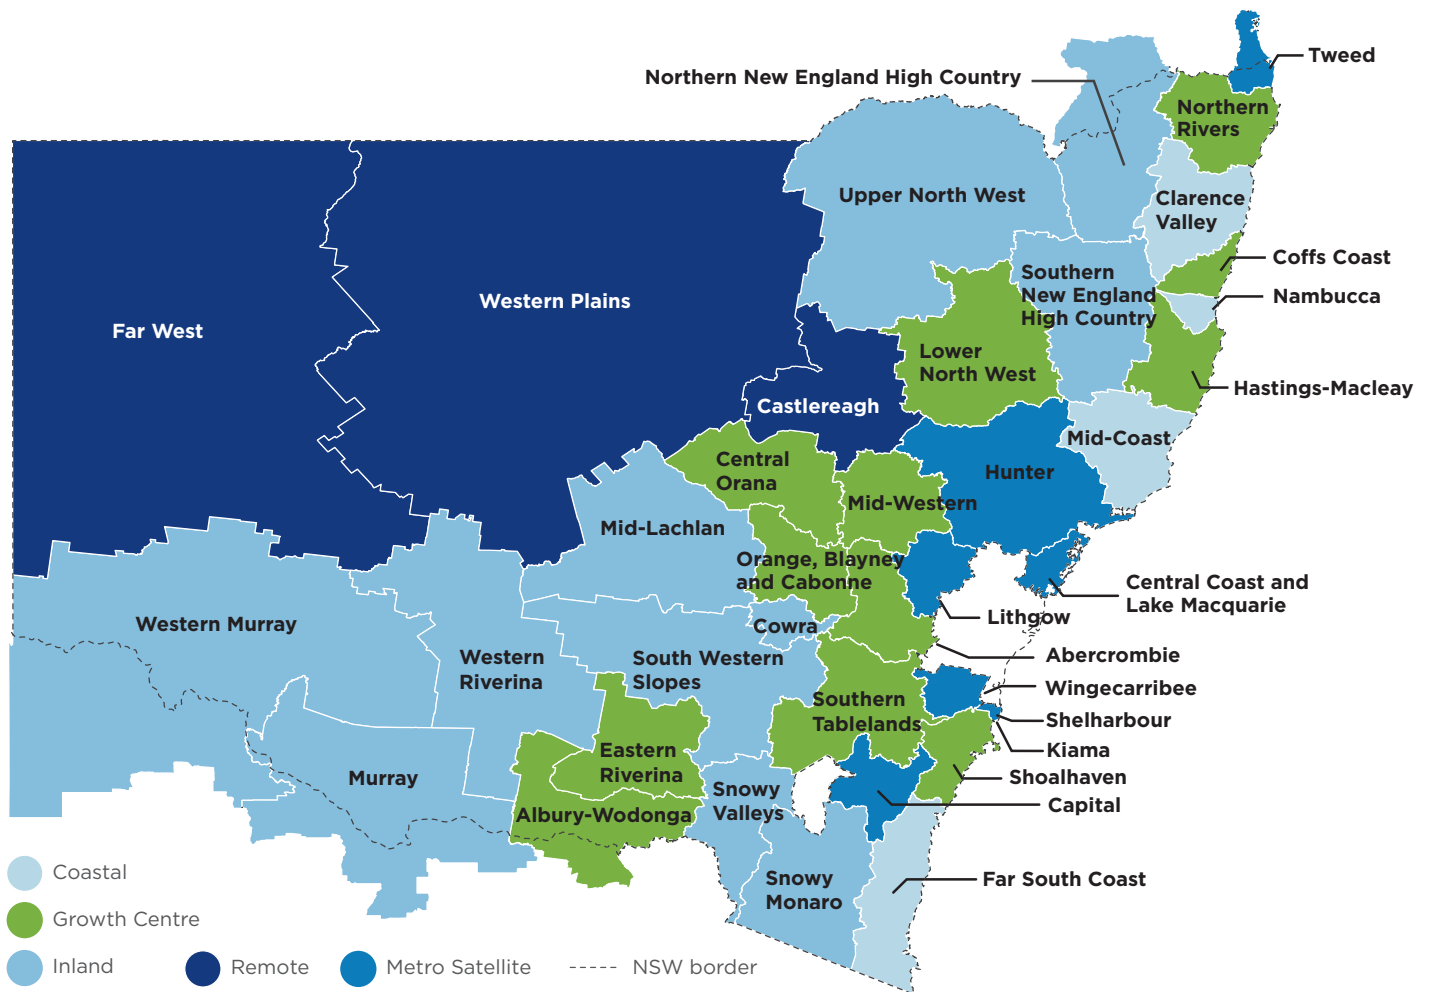 Tweed
Northern New England High Country
Northern
Rivers
Upper North West
Clarence
Valley
Coffs Coast
Southern
New England
High Country
Nambucca
Western Plains
Far West
Lower
North West
Hastings-Macleay
Castlereagh
Mid-Coast
Central
Orana
Hunter
Mid-Western
Mid-Lachlan
Orange, Blayney
and Cabonne
Central Coast and
Lake Macquarie
Lithgow
Western Murray
Cowra
Abercrombie
Western
Riverina
South Western
Slopes
Wingecarribee
Southern
Tablelands
Shelharbour
Kiama
Eastern
Riverina
Murray
Shoalhaven
Snowy
Valleys
Capital
Albury-Wodonga
Coastal
Far South Coast
Snowy
Monaro
Growth Centre
Inland
Remote
Metro Satellite
NSW border